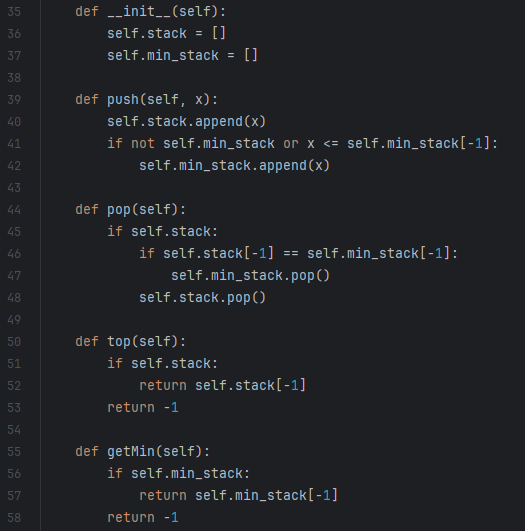 35    def __init__(self):
36        self.stack = []
37        self.min_stack = []
38
39    def push(self, x):
40        self.stack.append(x)
41        if not self.min_stack or x <= self.min_stack[-1]:
42            self.min_stack.append(x)
43
44    def pop(self):
45        if self.stack:
46            if self.stack[-1] == self.min_stack[-1]:
47                self.min_stack.pop()
48            self.stack.pop()
49
50    def top(self):
51        if self.stack:
52            return self.stack[-1]
53        return -1
54
55    def getMin(self):
56        if self.min_stack:
57            return self.min_stack[-1]
58        return -1